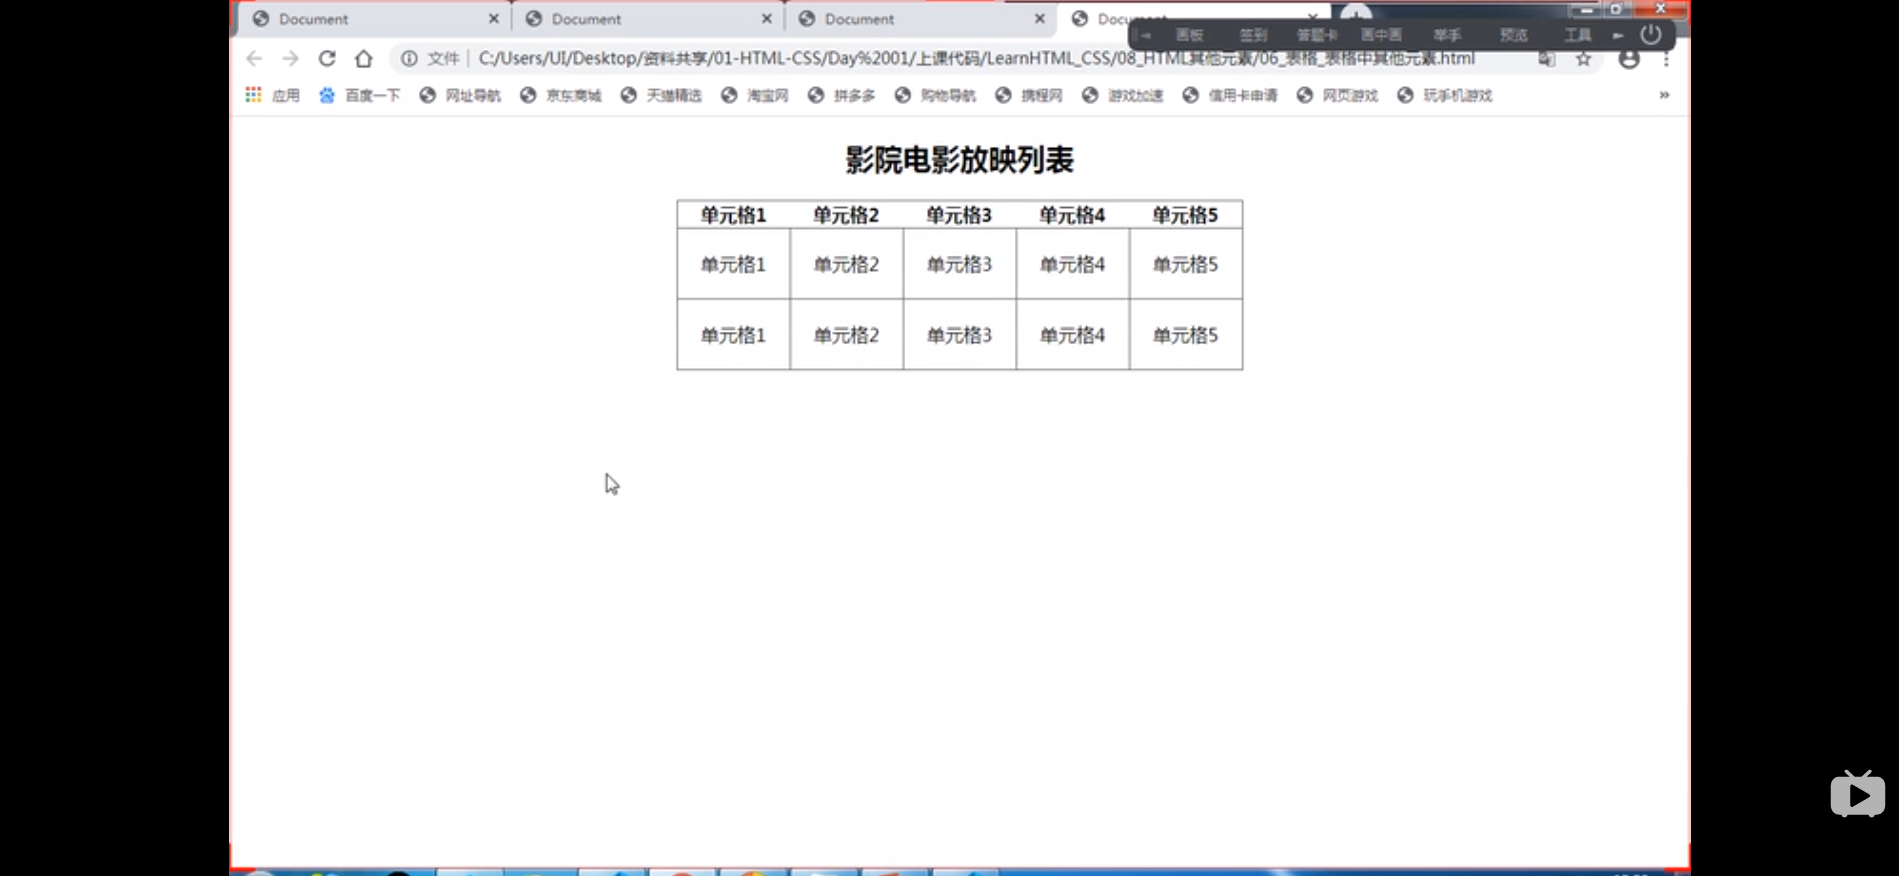 Document Document Document
画板 签到 答题卡 画中画 举手 预览 工具
文件 C:/Users/UI/Desktop/资料共享/01-HTML-CSS/Day%2001/上课代码/LearnHTML_CSS/08_HTML其他元素/06_表格_表格中其他元素.html
应用 百度一下 网址导航 京东商城 天猫精选 淘宝网 拼多多 购物导航 携程网 游戏加速 信用卡申请 网页游戏 玩手机游戏 »
影院电影放映列表
单元格1 单元格2 单元格3 单元格4 单元格5
单元格1 单元格2 单元格3 单元格4 单元格5
单元格1 单元格2 单元格3 单元格4 单元格5